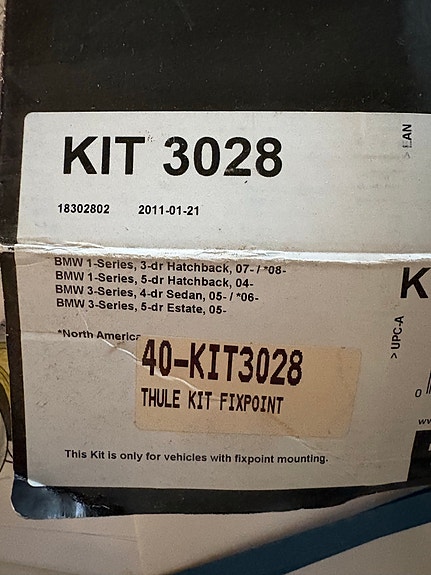 KIT 3028
> EAN
18302802 2011-01-21
BMW 1-Series, 3-dr Hatchback, 07- / *08-
BMW 1-Series, 5-dr Hatchback, 04-
BMW 3-Series, 4-dr Sedan, 05- / *06-
BMW 3-Series, 5-dr Estate, 05-
K
*North America
> UPC-A
40-KIT3028
THULE KIT FIXPOINT
0
This Kit is only for vehicles with fixpoint mounting.